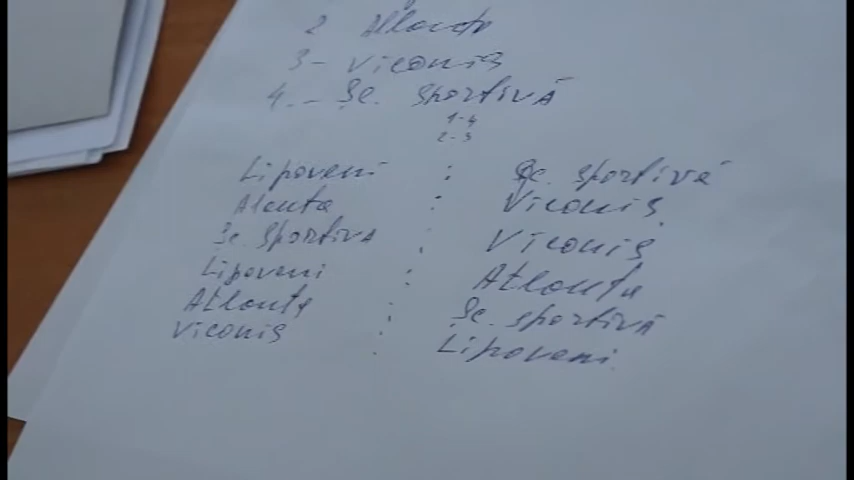 2 Atlanta
3- Viconis
4.- Șc. Sportivă
1-4
2-3
Lipoveni : Șc. Sportivă
Alanta : Viconis
Șc. Sportivă : Viconis
Lipoveni : Atlanta
Atlanta : Șc. Sportivă
Viconis : Lipoveni